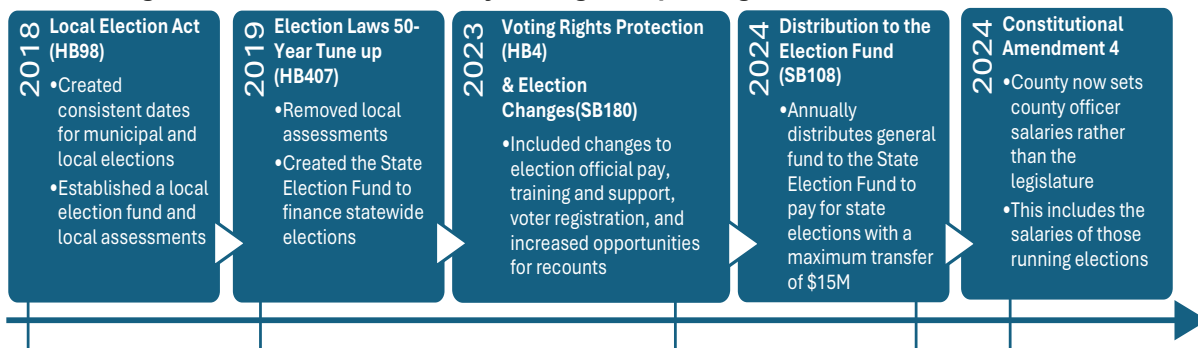 2018
Local Election Act
(HB98)
•Created
consistent dates
for municipal and
local elections
•Established a local
election fund and
local assessments
2019
Election Laws 50-
Year Tune up
(HB407)
•Removed local
assessments
•Created the State
Election Fund to
finance statewide
elections
2023
Voting Rights Protection
(HB4)
& Election
Changes(SB180)
•Included changes to
election official pay,
training and support,
voter registration, and
increased opportunities
for recounts
2024
Distribution to the
Election Fund
(SB108)
•Annually
distributes general
fund to the State
Election Fund to
pay for state
elections with a
maximum transfer
of $15M
2024
Constitutional
Amendment 4
•County now sets
county officer
salaries rather
than the
legislature
•This includes the
salaries of those
running elections